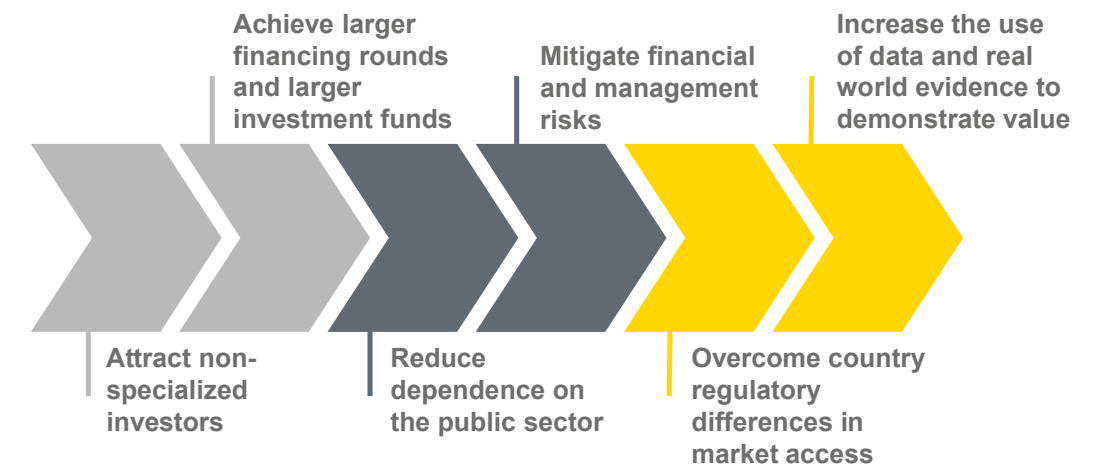 Achieve larger
financing rounds
and larger
investment funds
Mitigate financial
and management
risks
Increase the use
of data and real
world evidence to
demonstrate value
Attract non-
specialized
investors
Reduce
dependence on
the public sector
Overcome country
regulatory
differences in
market access